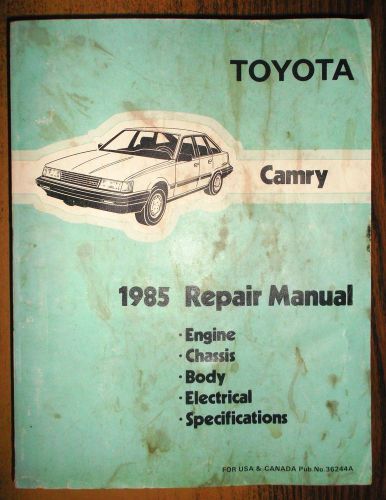 TOYOTA
Camry
1985 Repair Manual
· Engine
· Chassis
· Body
· Electrical
· Specifications
FOR USA & CANADA Pub.No.36244A